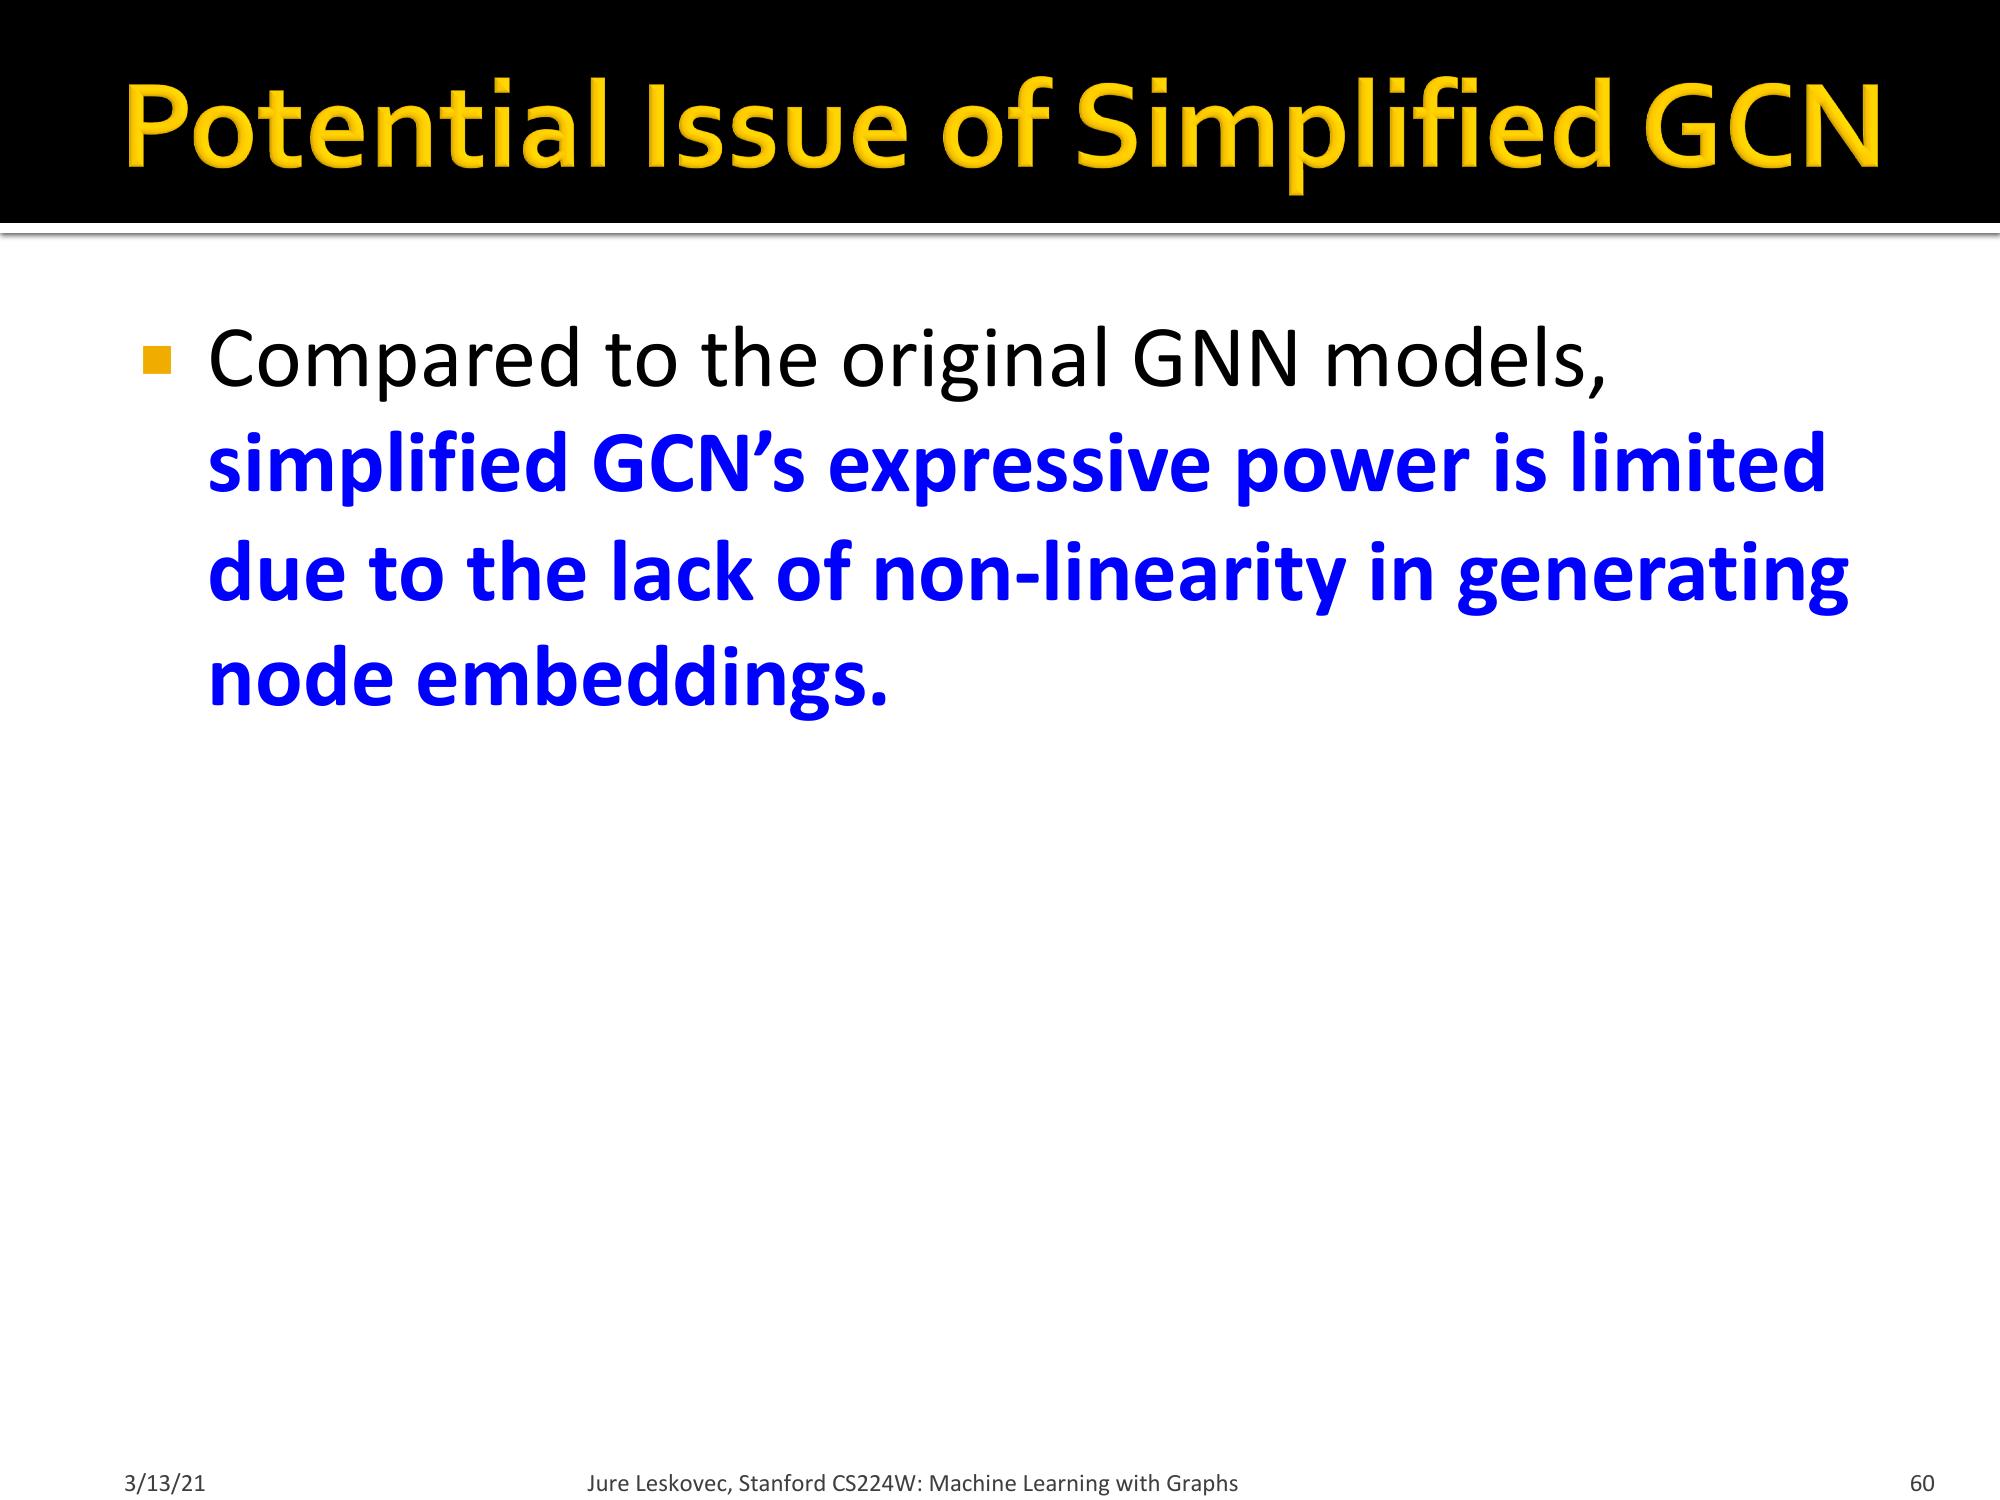 Potential Issue of Simplified GCN
Compared to the original GNN models,
simplified GCN’s expressive power is limited
due to the lack of non-linearity in generating
node embeddings.
3/13/21
Jure Leskovec, Stanford CS224W: Machine Learning with Graphs
60